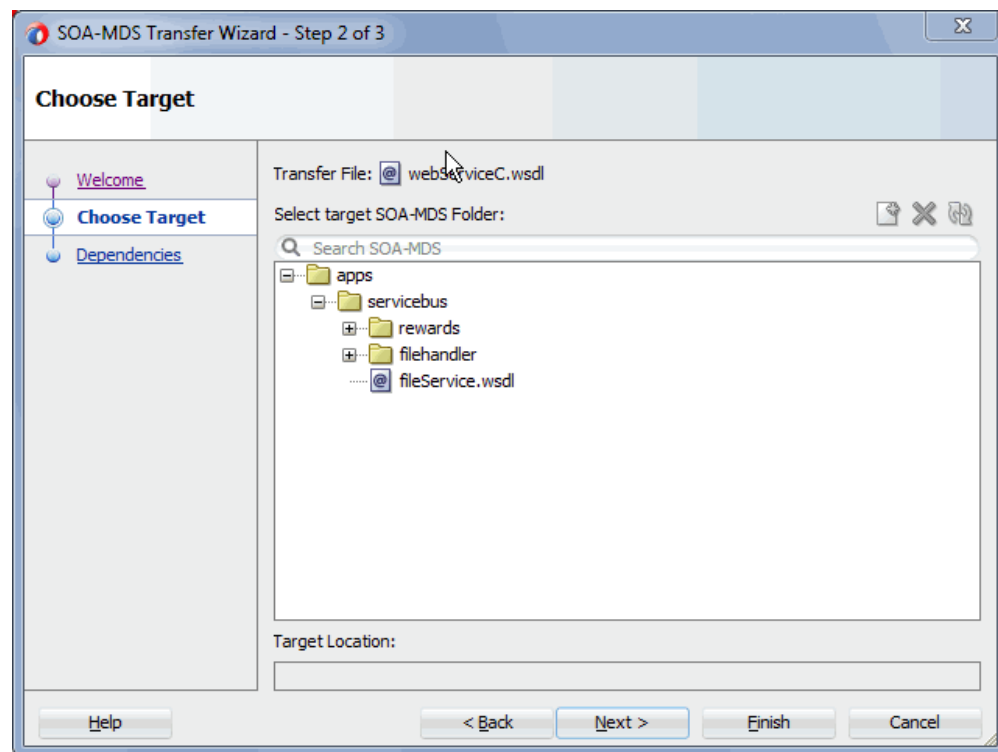 SOA-MDS Transfer Wizard - Step 2 of 3
Choose Target
Welcome
Choose Target
Dependencies
Transfer File: webServiceC.wsdl
Select target SOA-MDS Folder:
Search SOA-MDS
apps
servicebus
rewards
filehandler
fileService.wsdl
Target Location:
Help
< Back
Next >
Finish
Cancel